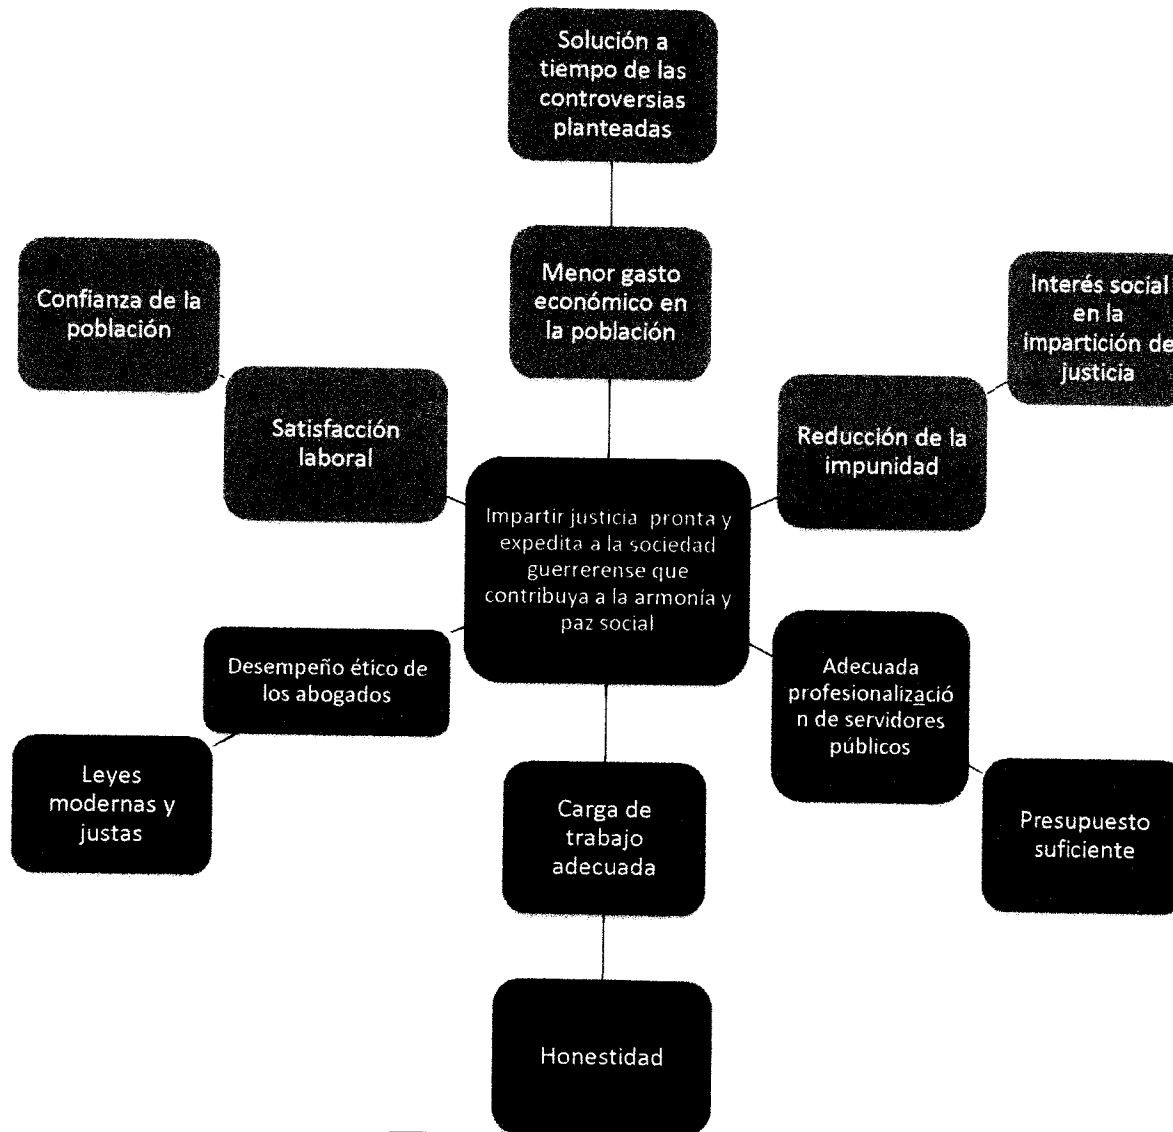 Solución a
tiempo de las
controversias
planteadas
Menor gasto
económico en
la población
Confianza de la
población
Satisfacción
laboral
Interés social
en la
impartición de
justicia
Reducción de la
impunidad
Impartir justicia pronta y
expedita a la sociedad
guerrerense que
contribuya a la armonía y
paz social
Desempeño ético de
los abogados
Leyes
modernas y
justas
Adecuada
profesionalizació
n de servidores
públicos
Carga de
trabajo
adecuada
Presupuesto
suficiente
Honestidad